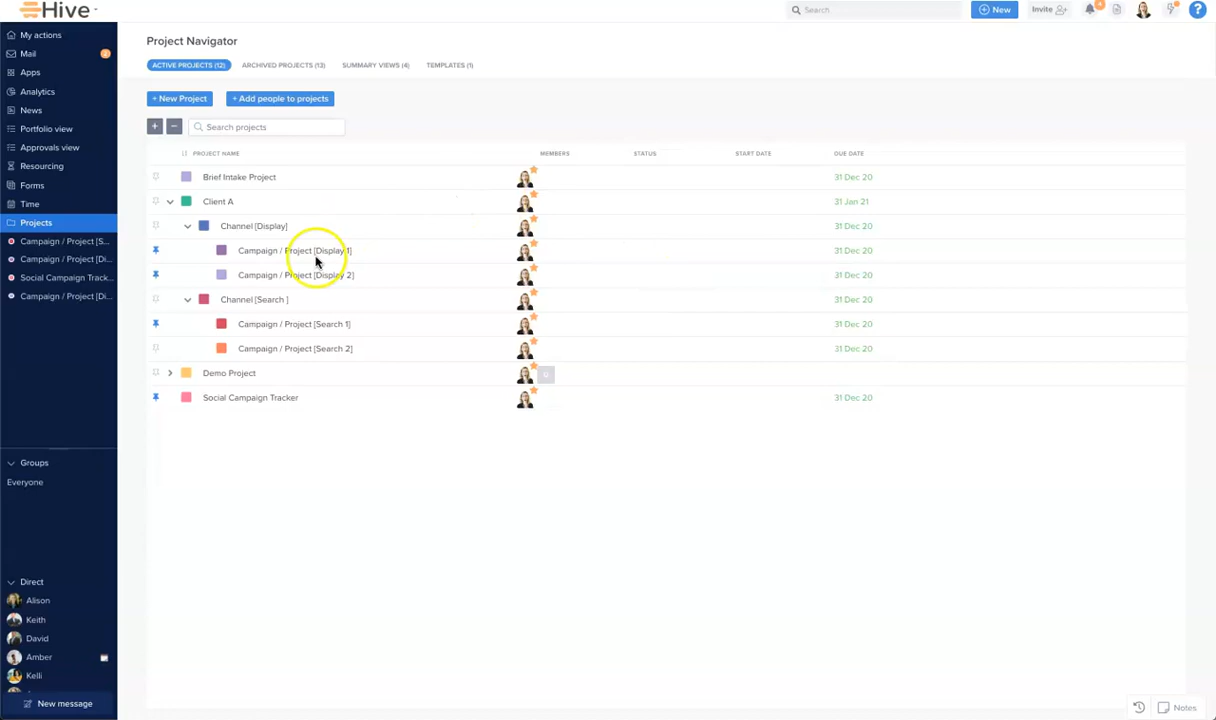 Hive
Search
New
Invite
4
?
My actions
Mail
2
Apps
Analytics
News
Portfolio view
Approvals view
Resourcing
Forms
Time
Projects
Campaign / Project [S...
Campaign / Project [Di...
Social Campaign Track...
Campaign / Project [Di...
Groups
Everyone
Direct
Alison
Keith
David
Amber
Kelli
New message
Project Navigator
ACTIVE PROJECTS (12) ARCHIVED PROJECTS (13) SUMMARY VIEWS (4) TEMPLATES (1)
+ New Project + Add people to projects
+ − Search projects
PROJECT NAME MEMBERS STATUS START DATE DUE DATE
Brief Intake Project 31 Dec 20
Client A 31 Jan 21
Channel [Display] 31 Dec 20
Campaign / Project [Display 1] 31 Dec 20
Campaign / Project [Display 2] 31 Dec 20
Channel [Search ] 31 Dec 20
Campaign / Project [Search 1] 31 Dec 20
Campaign / Project [Search 2] 31 Dec 20
Demo Project
Social Campaign Tracker 31 Dec 20
Notes